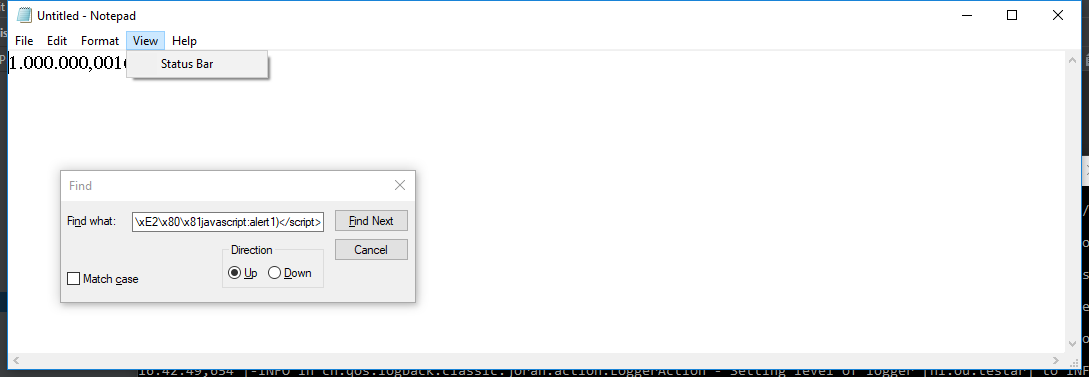 Untitled - Notepad
File Edit Format View Help
1.000.000,001
Status Bar
Find
Find what: \xE2\x80\x81javascript:alert1)</script> Find Next
Direction Cancel
Up Down
Match case
16:42:49,654 |-INFO in ch.qos.logback.classic.joran.action.LoggerAction - Setting level of logger [nl.ou.testar] to INFO